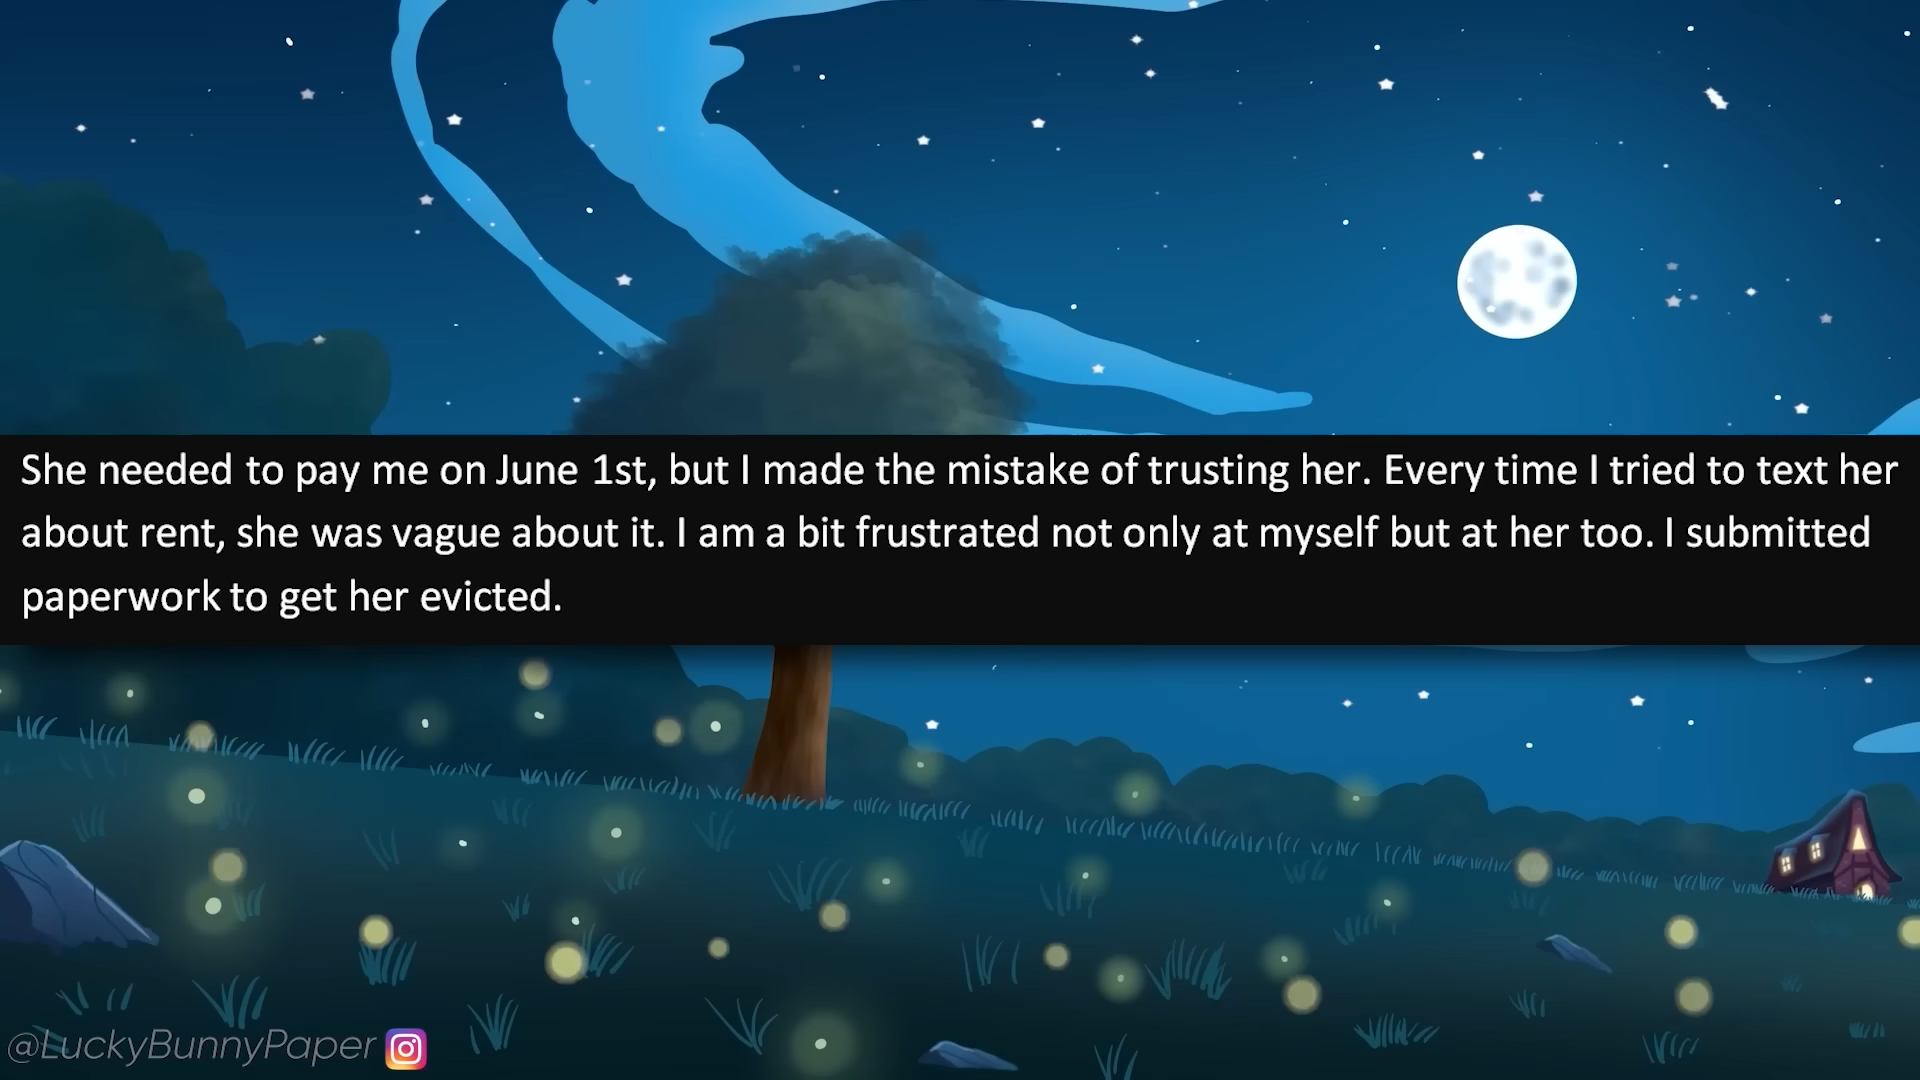 She needed to pay me on June 1st, but I made the mistake of trusting her. Every time I tried to text her
about rent, she was vague about it. I am a bit frustrated not only at myself but at her too. I submitted
paperwork to get her evicted.
@LuckyBunnyPaper